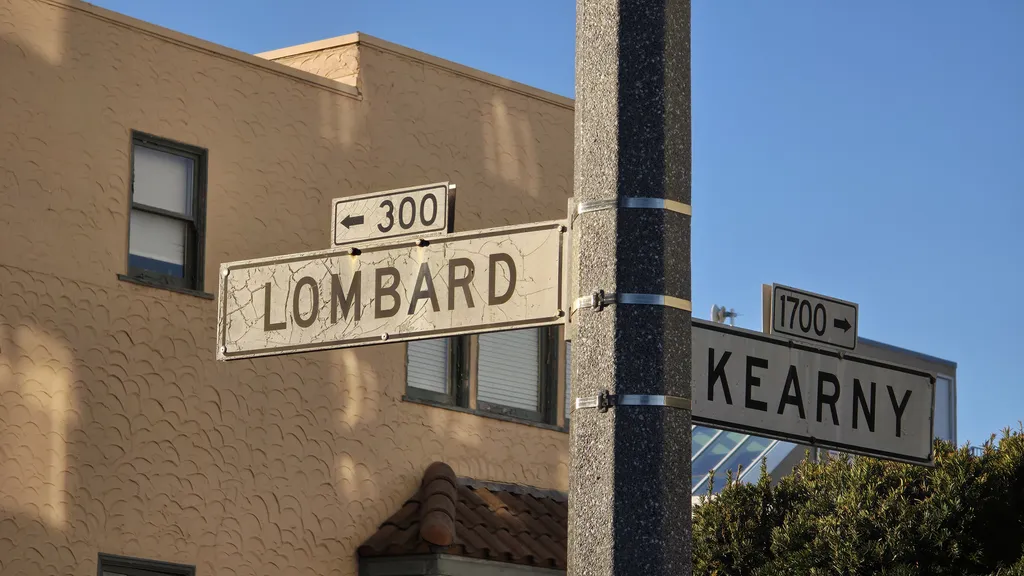 ← 300
LOMBARD
1700 →
KEARNY